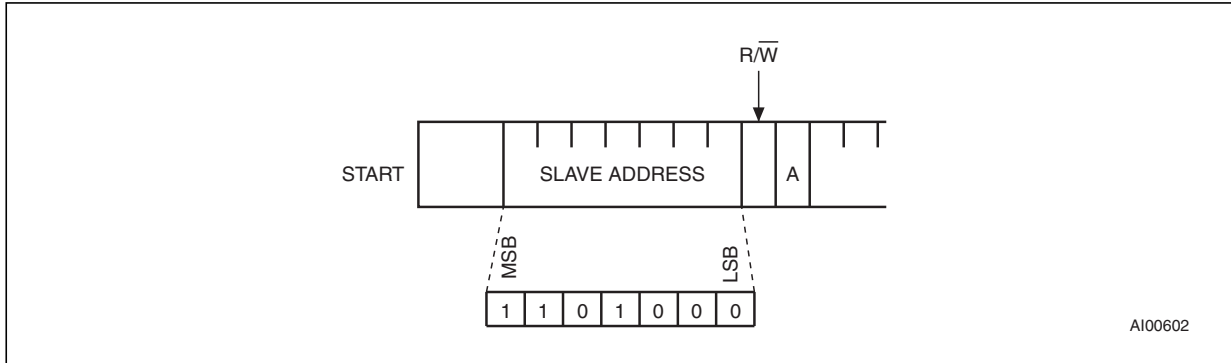 R/W̅
START
SLAVE ADDRESS
A
MSB
LSB
1 1 0 1 0 0 0
AI00602